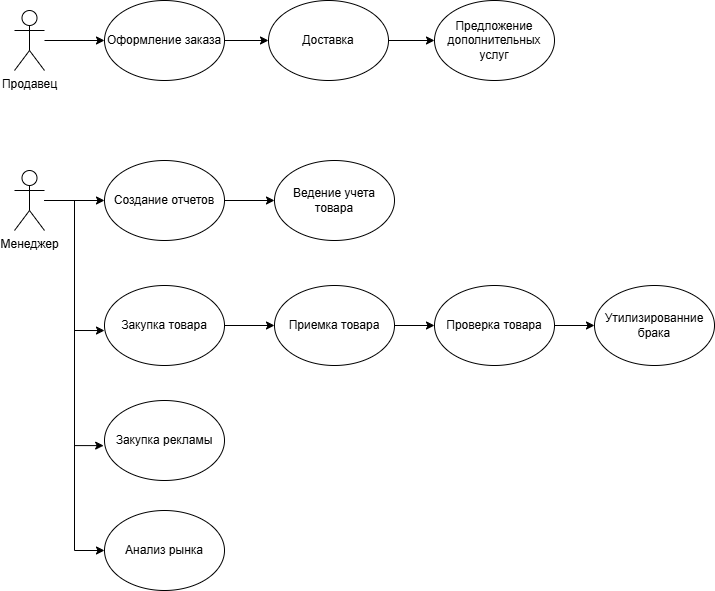 Оформление заказа
Доставка
Предложение
дополнительных
услуг
Продавец
Создание отчетов
Ведение учета
товара
Менеджер
Закупка товара
Приемка товара
Проверка товара
Утилизированние
брака
Закупка рекламы
Анализ рынка